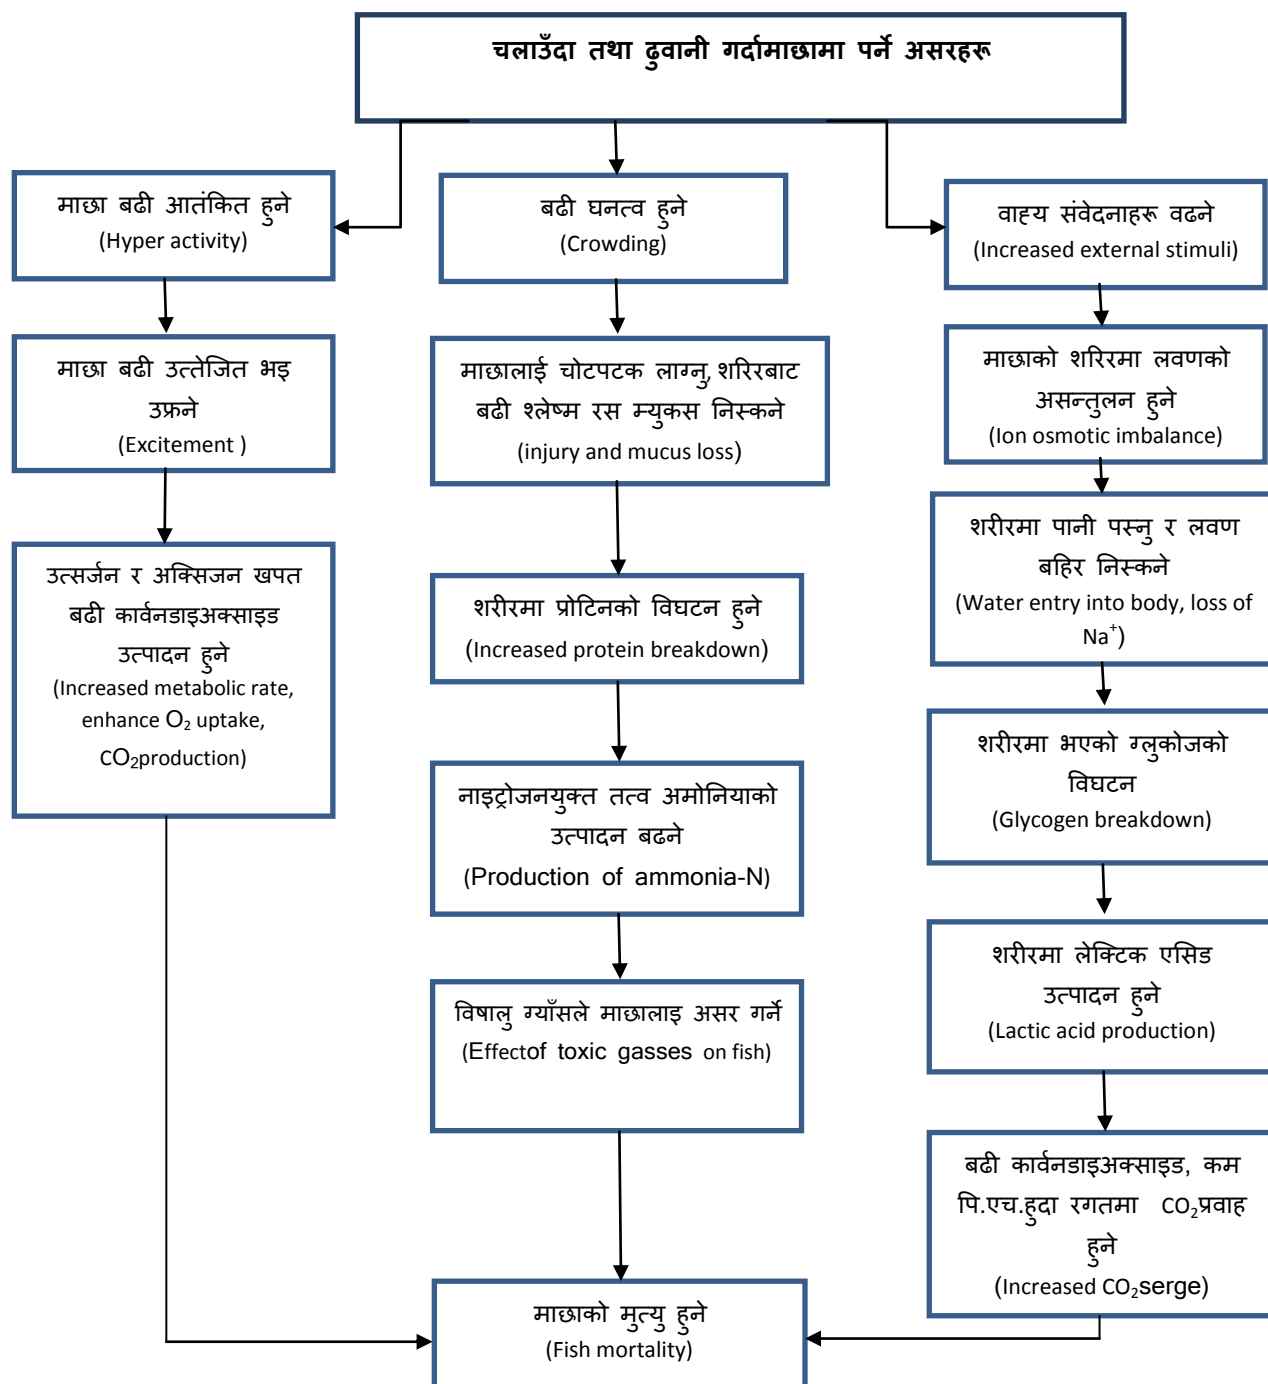 चलाउँदा तथा ढुवानी गर्दामाछामा पर्ने असरहरू
माछा बढी आतंकित हुने
(Hyper activity)
माछा बढी उत्तेजित भइ
उफ्रने
(Excitement )
उत्सर्जन र अक्सिजन खपत
बढी कार्वनडाइअक्साइड
उत्पादन हुने
(Increased metabolic rate,
enhance O₂ uptake,
CO₂production)
बढी घनत्व हुने
(Crowding)
माछालाई चोटपटक लाग्नु, शरिरबाट
बढी श्लेष्म रस म्युकस निस्कने
(injury and mucus loss)
शरीरमा प्रोटिनको विघटन हुने
(Increased protein breakdown)
नाइट्रोजनयुक्त तत्व अमोनियाको
उत्पादन बढने
(Production of ammonia-N)
विषालु ग्याँसले माछालाइ असर गर्ने
(Effectof toxic gasses on fish)
वाह्य संवेदनाहरू वढने
(Increased external stimuli)
माछाको शरिरमा लवणको
असन्तुलन हुने
(Ion osmotic imbalance)
शरीरमा पानी पस्नु र लवण
बहिर निस्कने
(Water entry into body, loss of
Na⁺)
शरीरमा भएको ग्लुकोजको
विघटन
(Glycogen breakdown)
शरीरमा लेक्टिक एसिड
उत्पादन हुने
(Lactic acid production)
बढी कार्वनडाइअक्साइड, कम
पि.एच.हुदा रगतमा CO₂प्रवाह
हुने
(Increased CO₂serge)
माछाको मुत्यु हुने
(Fish mortality)